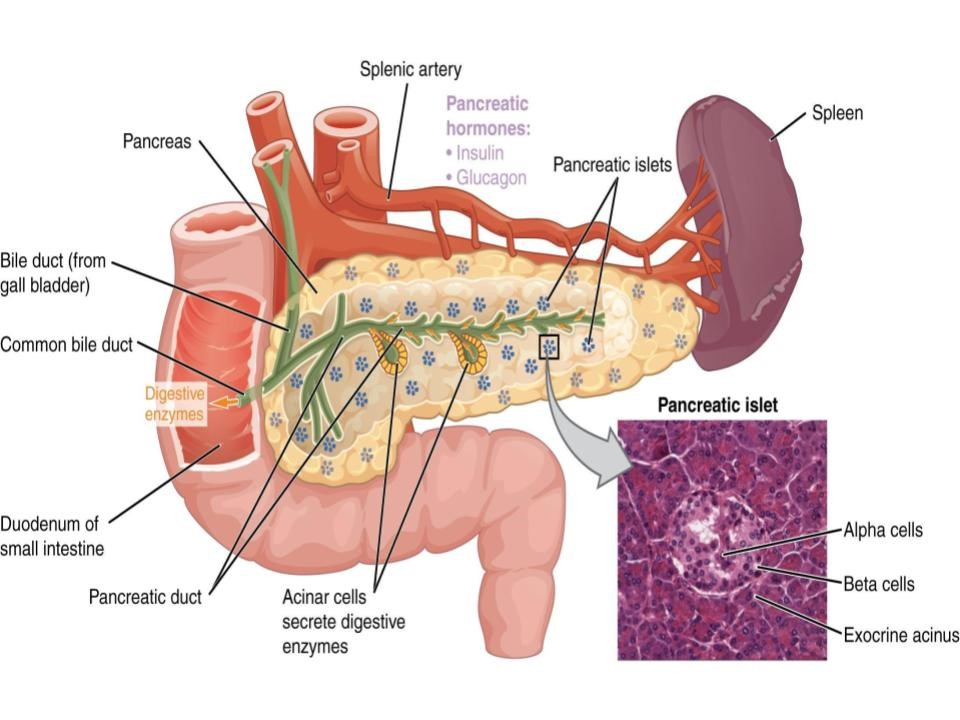 Splenic artery
Pancreatic
hormones:
• Insulin
• Glucagon
Spleen
Pancreas
Pancreatic islets
Bile duct (from
gall bladder)
Common bile duct
Digestive
enzymes
Pancreatic islet
Duodenum of
small intestine
Alpha cells
Beta cells
Pancreatic duct
Acinar cells
secrete digestive
enzymes
Exocrine acinus